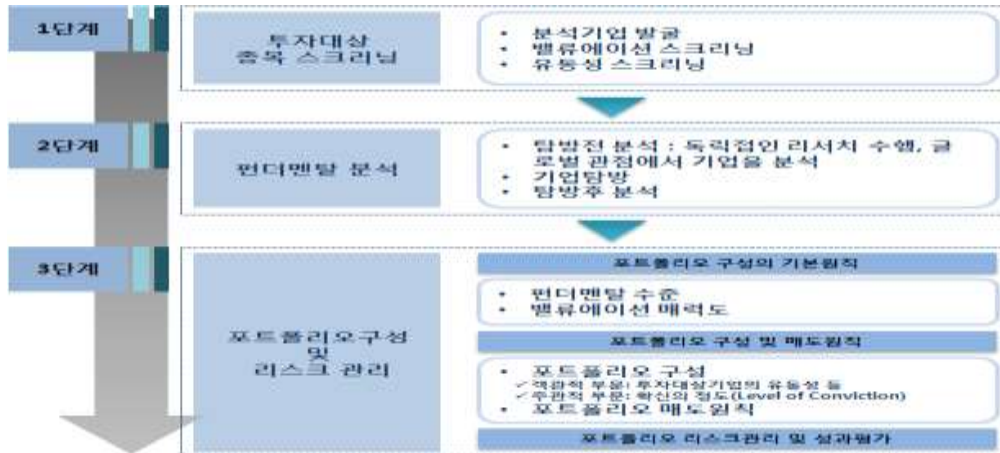 1단계
투자대상
종목 스크리닝
• 분석기업 발굴
• 밸류에이션 스크리닝
• 유동성 스크리닝
2단계
펀더멘탈 분석
• 탐방전 분석 : 독립접인 리서치 수행, 글
로벌 관점에서 기업을 분석
• 기업탐방
• 탐방후 분석
3단계
포트폴리오구성
및
리스크 관리
포트폴리오 구성의 기본원칙
• 펀더멘탈 수준
• 밸류에이션 매력도
포트폴리오 구성 및 매도원칙
• 포트폴리오 구성
✓객관적 부문: 투자대상기업의 유동성 등
✓주관적 부문: 확신의 정도(Level of Conviction)
• 포트폴리오 매도원칙
포트폴리오 리스크관리 및 성과평가